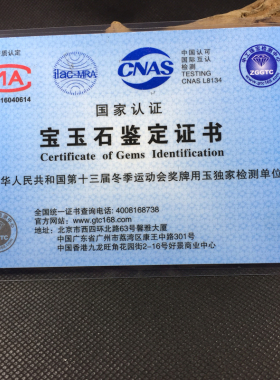 质认定
MA
16040614
ilac-MRA
CNAS
中国认可
国际互认
检测
TESTING
CNAS L8134
ZGGTC
国家认证
宝玉石鉴定证书
Certificate of Gems Identification
华人民共和国第十三届冬季运动会奖牌用玉独家检测单位
全国统一证书查询电话: 4008168738
官方网站: www.gtc168.com
地址: 北京市西四环北路63号馨雅大厦
中国广东省广州市荔湾区康王中路301号
中国香港九龙旺角花园街2-16号好景商业中心